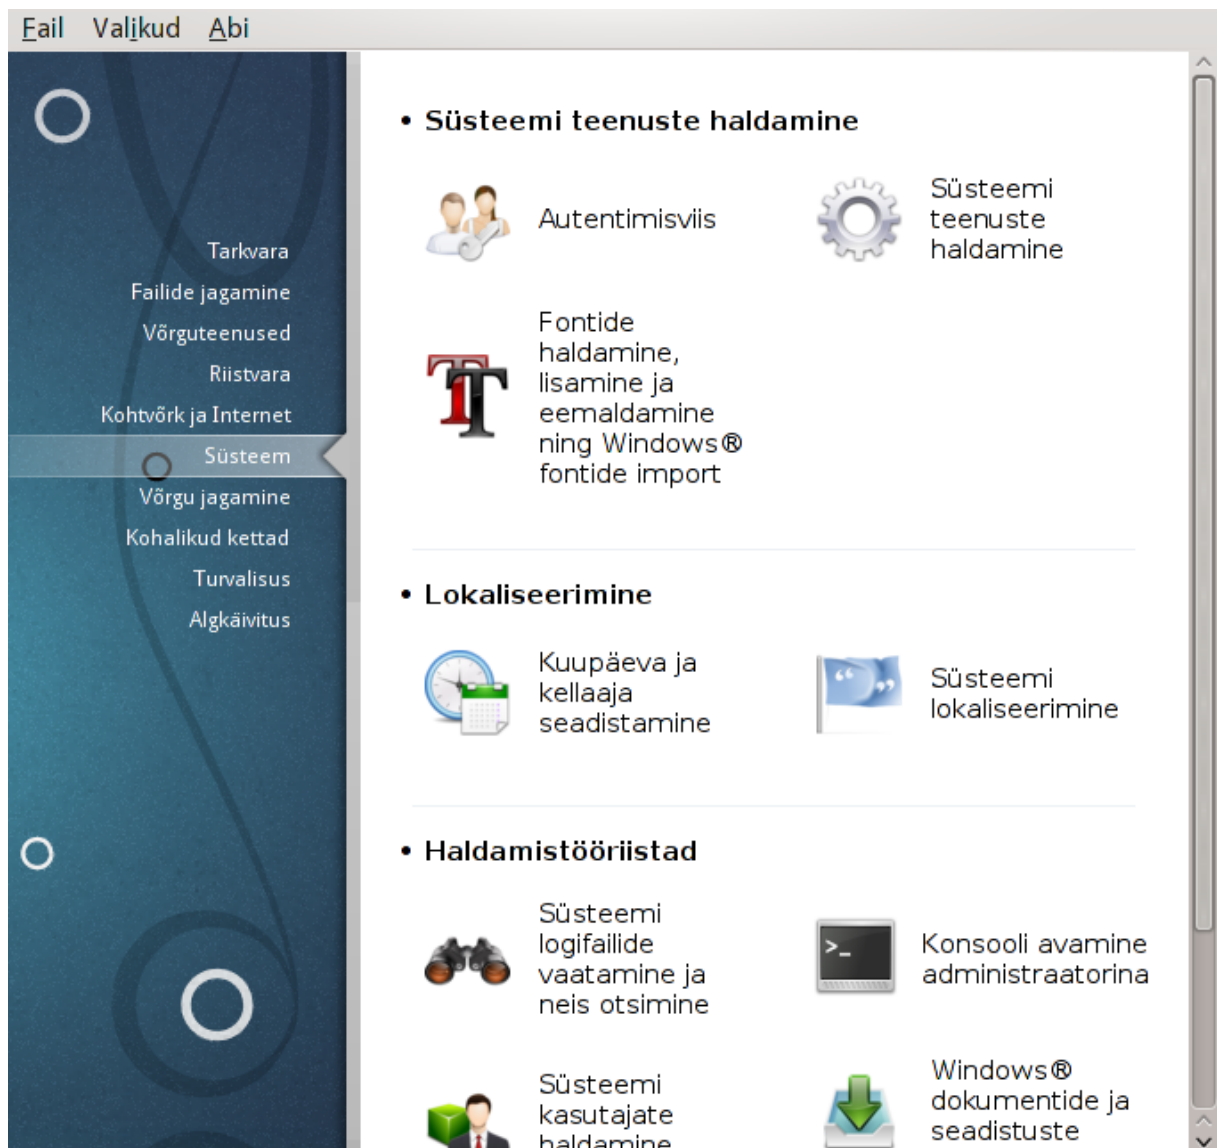 Fail Valikud Abi
Tarkvara
Failide jagamine
Võrguteenused
Riistvara
Kohtvõrk ja Internet
Süsteem
Võrgu jagamine
Kohalikud kettad
Turvalisus
Algkäivitus
• Süsteemi teenuste haldamine
Autentimisviis
Süsteemi
teenuste
haldamine
Fontide
haldamine,
lisamine ja
eemaldamine
ning Windows®
fontide import
• Lokaliseerimine
Kuupäeva ja
kellaaja
seadistamine
Süsteemi
lokaliseerimine
• Haldamistööriistad
Süsteemi
logifailide
vaatamine ja
neis otsimine
Konsooli avamine
administraatorina
Süsteemi
kasutajate
haldamine
Windows®
dokumentide ja
seadistuste